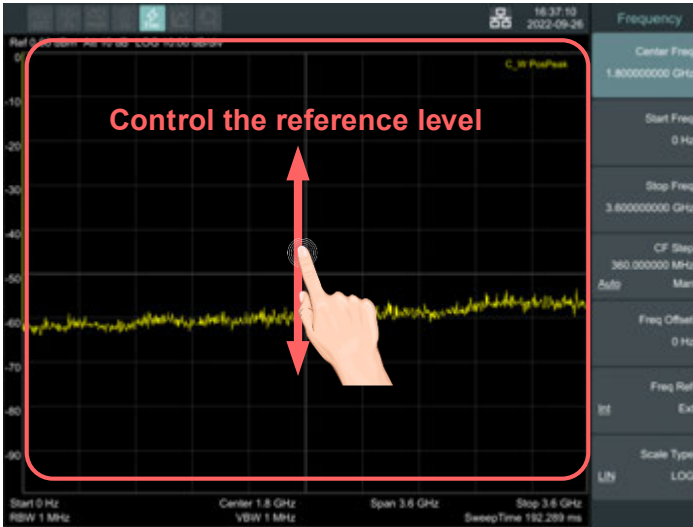 16:37:10
2022-09-26
Frequency
Ref 0.00 dBm Att 10 dB LOG 10.00 dB/div
C_W PosPeak
Control the reference level
0
-10
-20
-30
-40
-50
-60
-70
-80
-90
Start 0 Hz Center 1.8 GHz Span 3.6 GHz Stop 3.6 GHz
RBW 1 MHz VBW 1 MHz SweepTime 192.289 ms
Center Freq
1.800000000 GHz
Start Freq
0 Hz
Stop Freq
3.600000000 GHz
CF Step
360.000000 MHz
Auto Man
Freq Offset
0 Hz
Freq Ref
Int Ext
Scale Type
LIN LOG